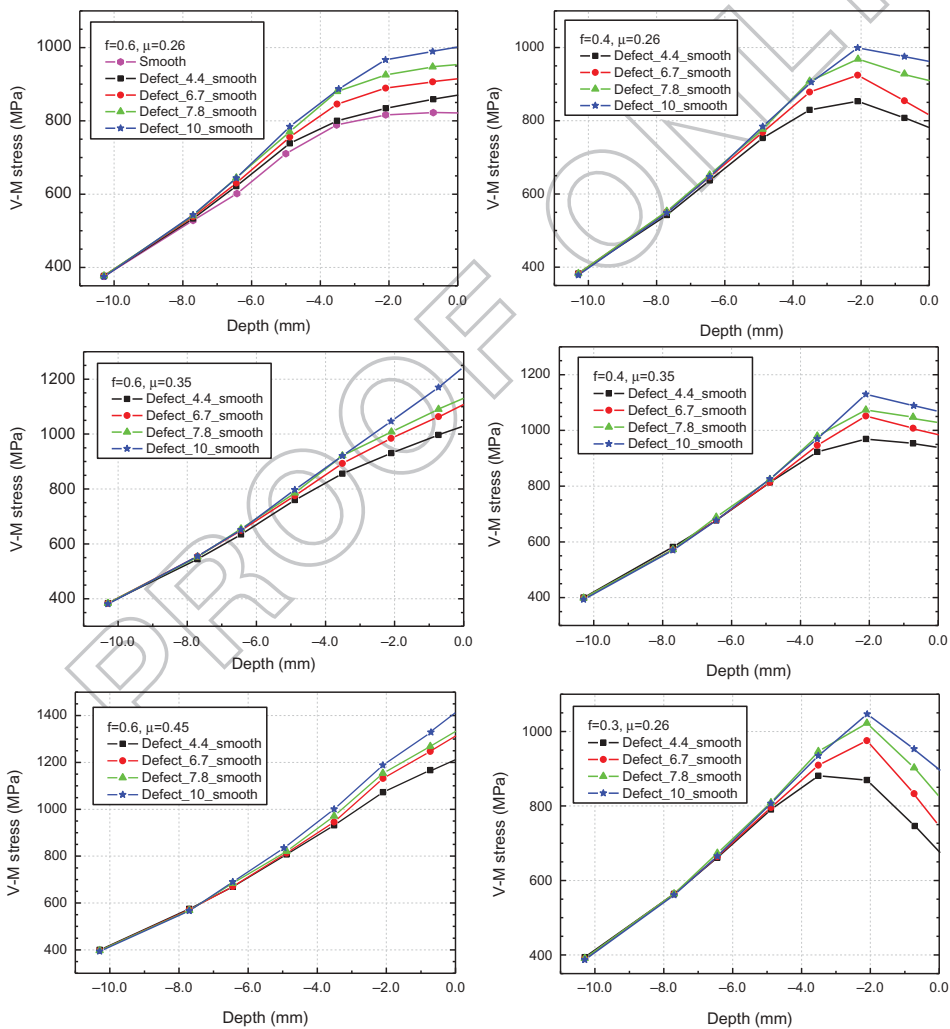 f=0.6, μ=0.26
Smooth
Defect_4.4_smooth
Defect_6.7_smooth
Defect_7.8_smooth
Defect_10_smooth
1000
800
600
400
V-M stress (MPa)
–10.0 –8.0 –6.0 –4.0 –2.0 0.0
Depth (mm)
f=0.4, μ=0.26
Defect_4.4_smooth
Defect_6.7_smooth
Defect_7.8_smooth
Defect_10_smooth
1000
800
600
400
V-M stress (MPa)
–10.0 –8.0 –6.0 –4.0 –2.0 0.0
Depth (mm)
f=0.6, μ=0.35
Defect_4.4_smooth
Defect_6.7_smooth
Defect_7.8_smooth
Defect_10_smooth
1200
1000
800
600
400
V-M stress (MPa)
–10.0 –8.0 –6.0 –4.0 –2.0 0.0
Depth (mm)
f=0.4, μ=0.35
Defect_4.4_smooth
Defect_6.7_smooth
Defect_7.8_smooth
Defect_10_smooth
1200
1000
800
600
400
V-M stress (MPa)
–10.0 –8.0 –6.0 –4.0 –2.0 0.0
Depth (mm)
f=0.6, μ=0.45
Defect_4.4_smooth
Defect_6.7_smooth
Defect_7.8_smooth
Defect_10_smooth
1400
1200
1000
800
600
400
V-M stress (MPa)
–10.0 –8.0 –6.0 –4.0 –2.0 0.0
Depth (mm)
f=0.3, μ=0.26
Defect_4.4_smooth
Defect_6.7_smooth
Defect_7.8_smooth
Defect_10_smooth
1000
800
600
400
V-M stress (MPa)
–10.0 –8.0 –6.0 –4.0 –2.0 0.0
Depth (mm)
PROOF ONL